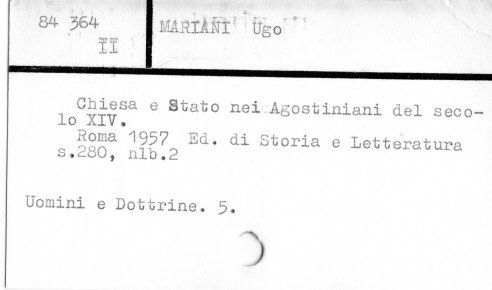 84 364
II
MARIANI Ugo
Chiesa e Stato nei Agostiniani del seco-
lo XIV.
Roma 1957 Ed. di Storia e Letteratura
s.280, nlb.2
Uomini e Dottrine. 5.